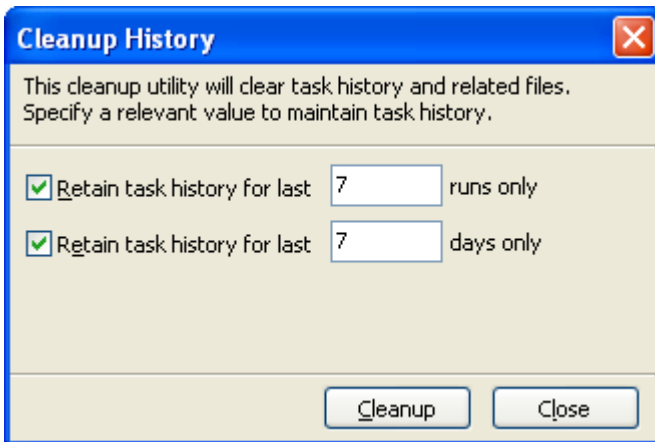 Cleanup History
This cleanup utility will clear task history and related files.
Specify a relevant value to maintain task history.
Retain task history for last 7 runs only
Retain task history for last 7 days only
Cleanup Close